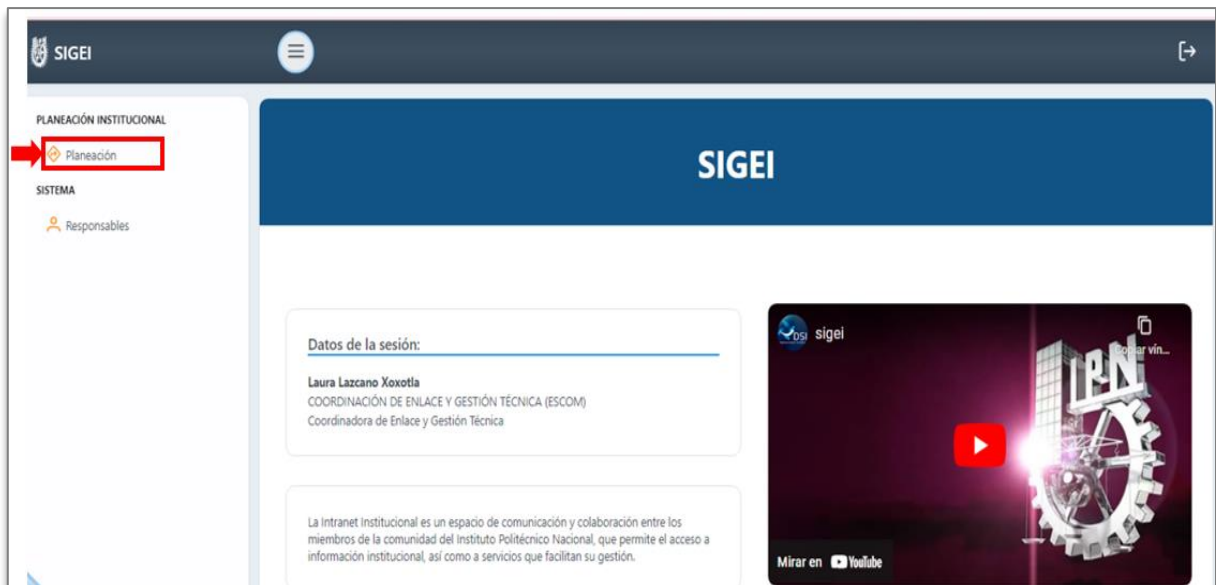 SIGEI
PLANEACIÓN INSTITUCIONAL
Planeación
SISTEMA
Responsables
SIGEI
Datos de la sesión:
Laura Lazcano Xoxotla
COORDINACIÓN DE ENLACE Y GESTIÓN TÉCNICA (ESCOM)
Coordinadora de Enlace y Gestión Técnica
La Intranet Institucional es un espacio de comunicación y colaboración entre los
miembros de la comunidad del Instituto Politécnico Nacional, que permite el acceso a
información institucional, así como a servicios que facilitan su gestión.
DSI
sigei
Copiar vín...
IPN
Mirar en YouTube